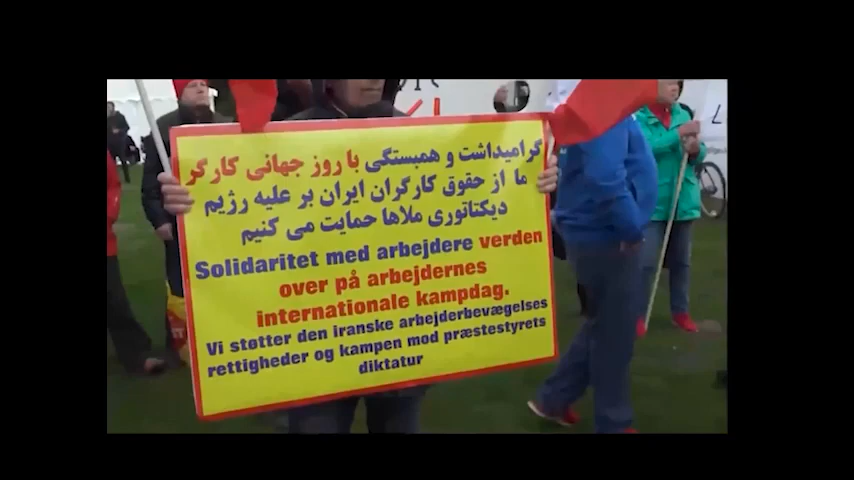 گرامیداشت و همبستگی با روز جهانی کارگر
ما از حقوق کارگران ایران بر علیه رژیم
دیکتاتوری ملاها حمایت می کنیم
Solidaritet med arbejdere verden
over på arbejdernes
internationale kampdag.
Vi støtter den iranske arbejderbevægelses
rettigheder og kampen mod præstestyrets
diktatur